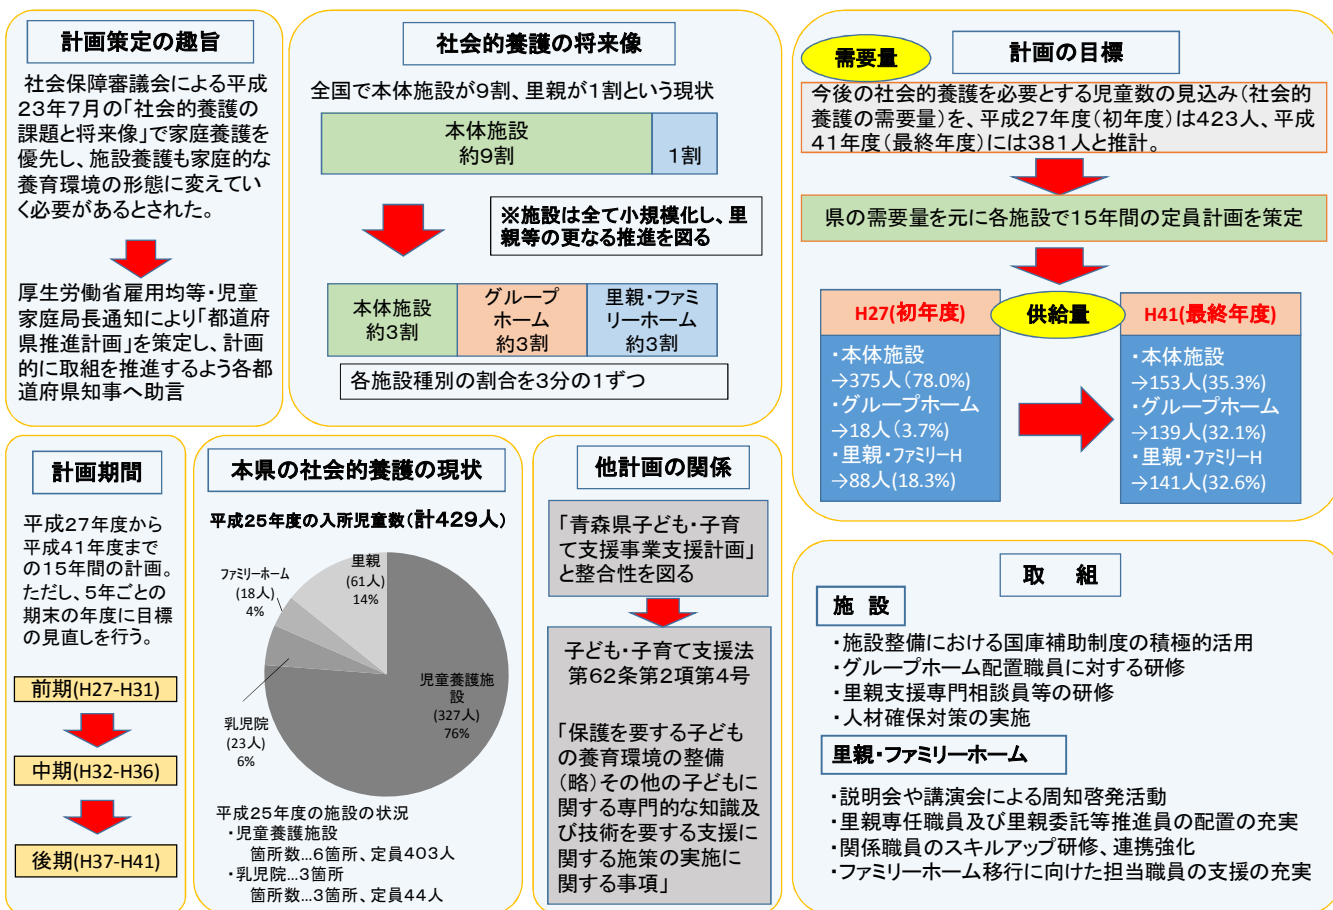 計画策定の趣旨
社会保障審議会による平成
23年7月の「社会的養護の
課題と将来像」で家庭養護を
優先し、施設養護も家庭的な
養育環境の形態に変えてい
く必要があるとされた。
厚生労働省雇用均等・児童
家庭局長通知により「都道府
県推進計画」を策定し、計画
的に取組を推進するよう各都
道府県知事へ助言
社会的養護の将来像
全国で本体施設が9割、里親が1割という現状
本体施設
約9割
1割
※施設は全て小規模化し、里
親等の更なる推進を図る
本体施設
約3割
グループ
ホーム
約3割
里親・ファミ
リーホーム
約3割
各施設種別の割合を3分の1ずつ
需要量
計画の目標
今後の社会的養護を必要とする児童数の見込み(社会的
養護の需要量)を、平成27年度(初年度)は423人、平成
41年度(最終年度)には381人と推計。
県の需要量を元に各施設で15年間の定員計画を策定
H27(初年度)
供給量
H41(最終年度)
・本体施設
→375人(78.0%)
・グループホーム
→18人(3.7%)
・里親・ファミリーH
→88人(18.3%)
・本体施設
→153人(35.3%)
・グループホーム
→139人(32.1%)
・里親・ファミリーH
→141人(32.6%)
計画期間
平成27年度から
平成41年度まで
の15年間の計画。
ただし、5年ごとの
期末の年度に目標
の見直しを行う。
前期(H27-H31)
中期(H32-H36)
後期(H37-H41)
本県の社会的養護の現状
平成25年度の入所児童数(計429人)
里親
(61人)
14%
ファミリーホーム
(18人)
4%
乳児院
(23人)
6%
児童養護施
設
(327人)
76%
平成25年度の施設の状況
・児童養護施設
箇所数…6箇所、定員403人
・乳児院…3箇所
箇所数…3箇所、定員44人
他計画の関係
「青森県子ども・子育
て支援事業支援計画」
と整合性を図る
子ども・子育て支援法
第62条第2項第4号
「保護を要する子ども
の養育環境の整備
(略)その他の子どもに
関する専門的な知識及
び技術を要する支援に
関する施策の実施に
関する事項」
取 組
施 設
・施設整備における国庫補助制度の積極的活用
・グループホーム配置職員に対する研修
・里親支援専門相談員等の研修
・人材確保対策の実施
里親・ファミリーホーム
・説明会や講演会による周知啓発活動
・里親専任職員及び里親委託等推進員の配置の充実
・関係職員のスキルアップ研修、連携強化
・ファミリーホーム移行に向けた担当職員の支援の充実